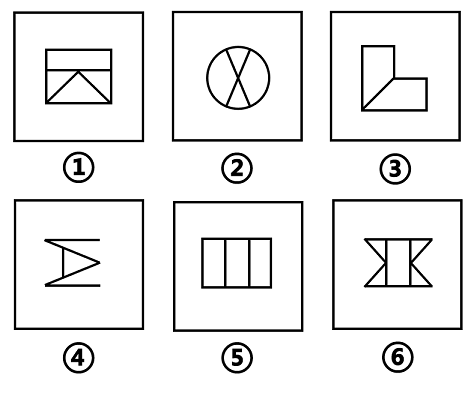 ① ② ③
④ ⑤ ⑥